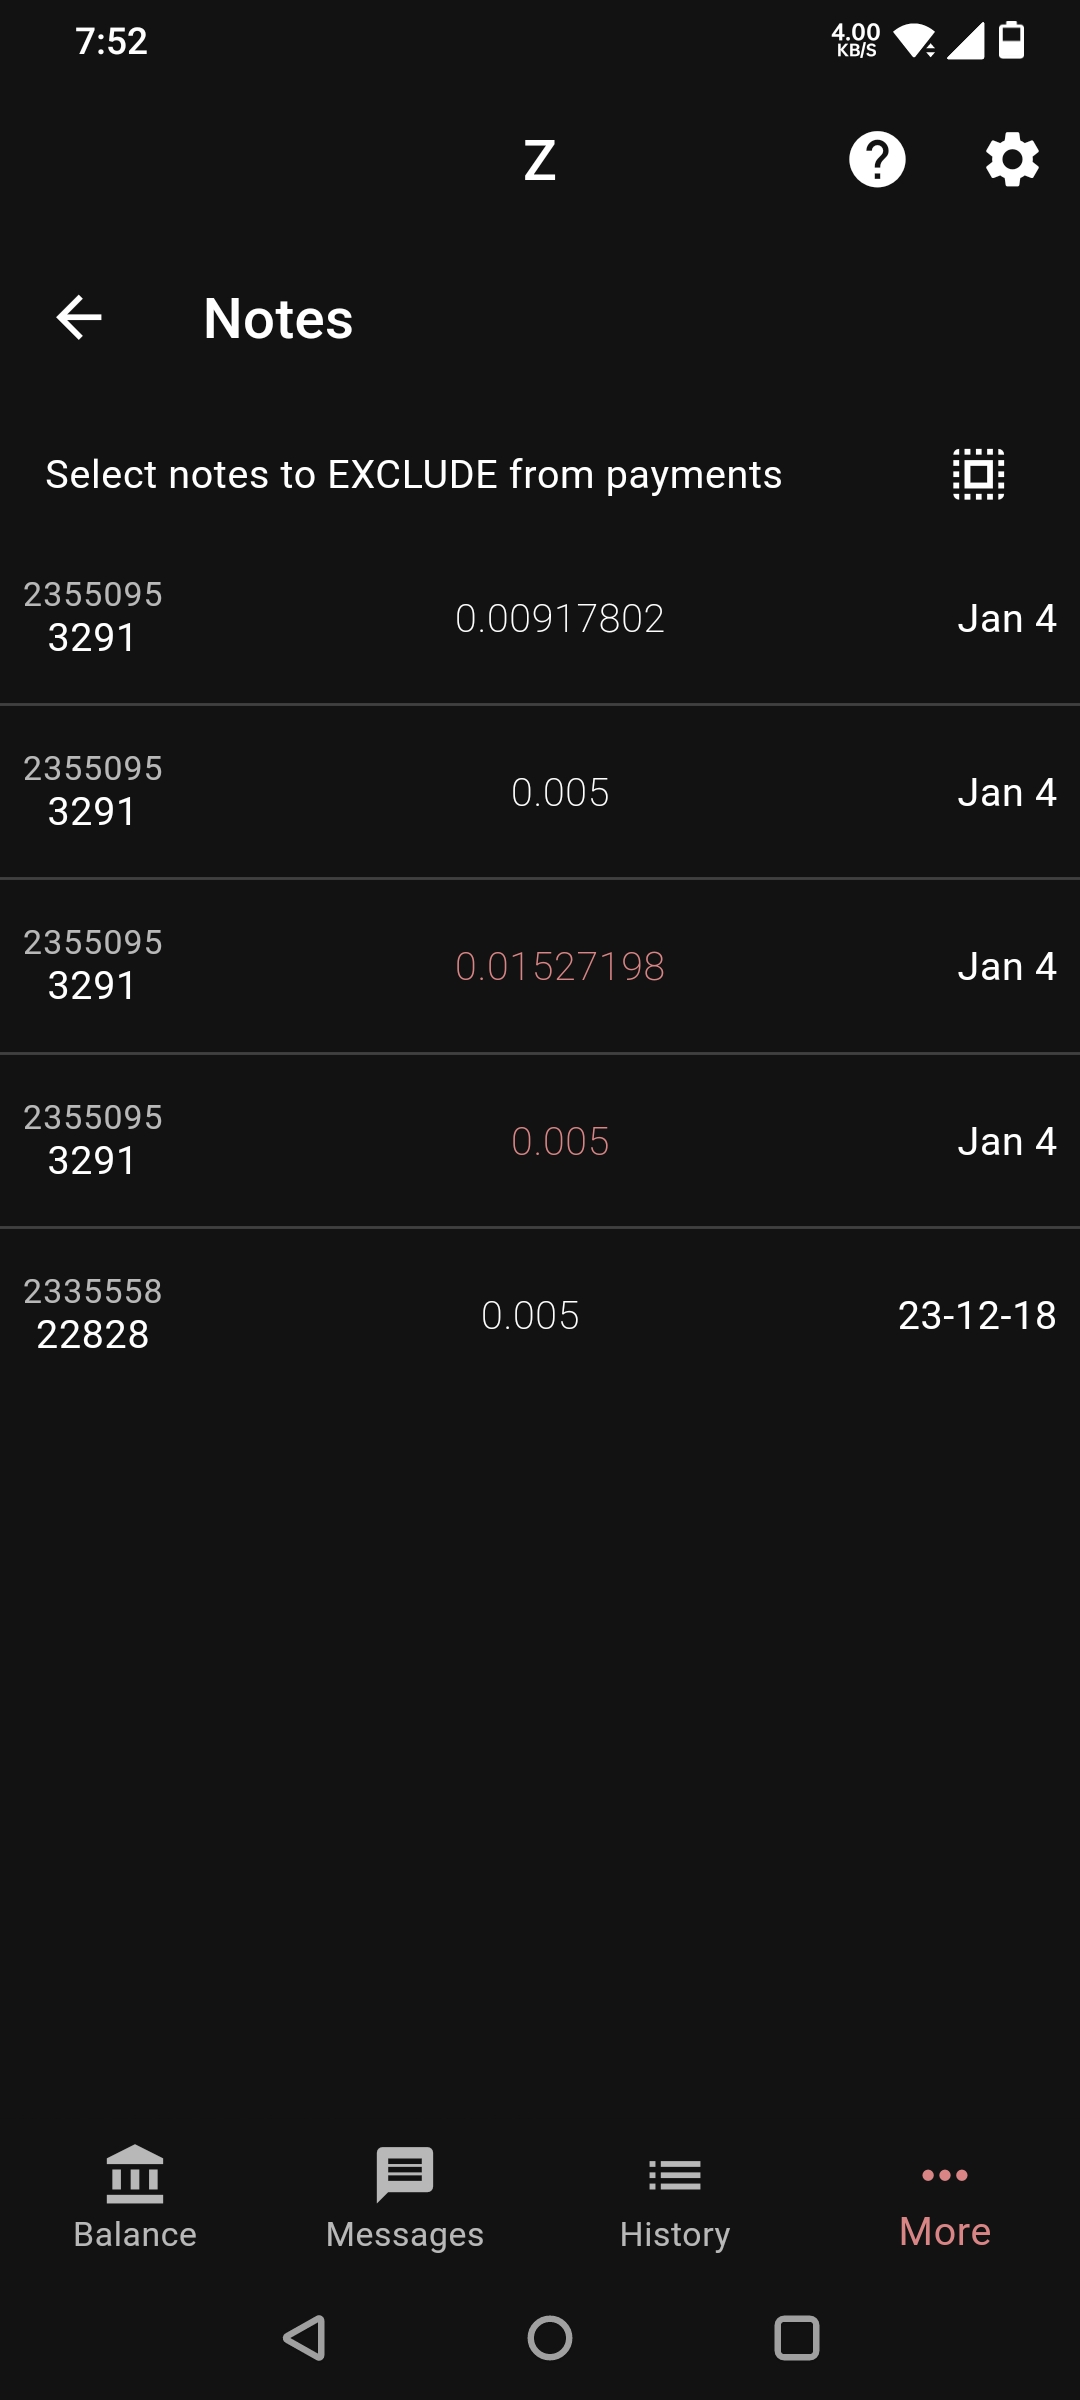 7:52
4.00
KB/S
Z
Notes
Select notes to EXCLUDE from payments
2355095
3291
0.00917802
Jan 4
2355095
3291
0.005
Jan 4
2355095
3291
0.01527198
Jan 4
2355095
3291
0.005
Jan 4
2335558
22828
0.005
23-12-18
Balance
Messages
History
More